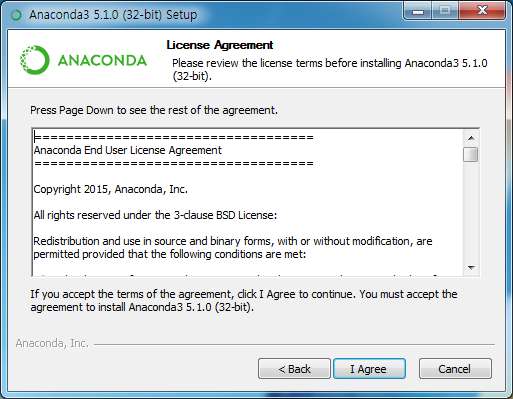 Anaconda3 5.1.0 (32-bit) Setup
ANACONDA
License Agreement
Please review the license terms before installing Anaconda3 5.1.0
(32-bit).
Press Page Down to see the rest of the agreement.
===================================
Anaconda End User License Agreement
===================================
Copyright 2015, Anaconda, Inc.
All rights reserved under the 3-clause BSD License:
Redistribution and use in source and binary forms, with or without modification, are
permitted provided that the following conditions are met:
If you accept the terms of the agreement, click I Agree to continue. You must accept the
agreement to install Anaconda3 5.1.0 (32-bit).
Anaconda, Inc.
< Back
I Agree
Cancel